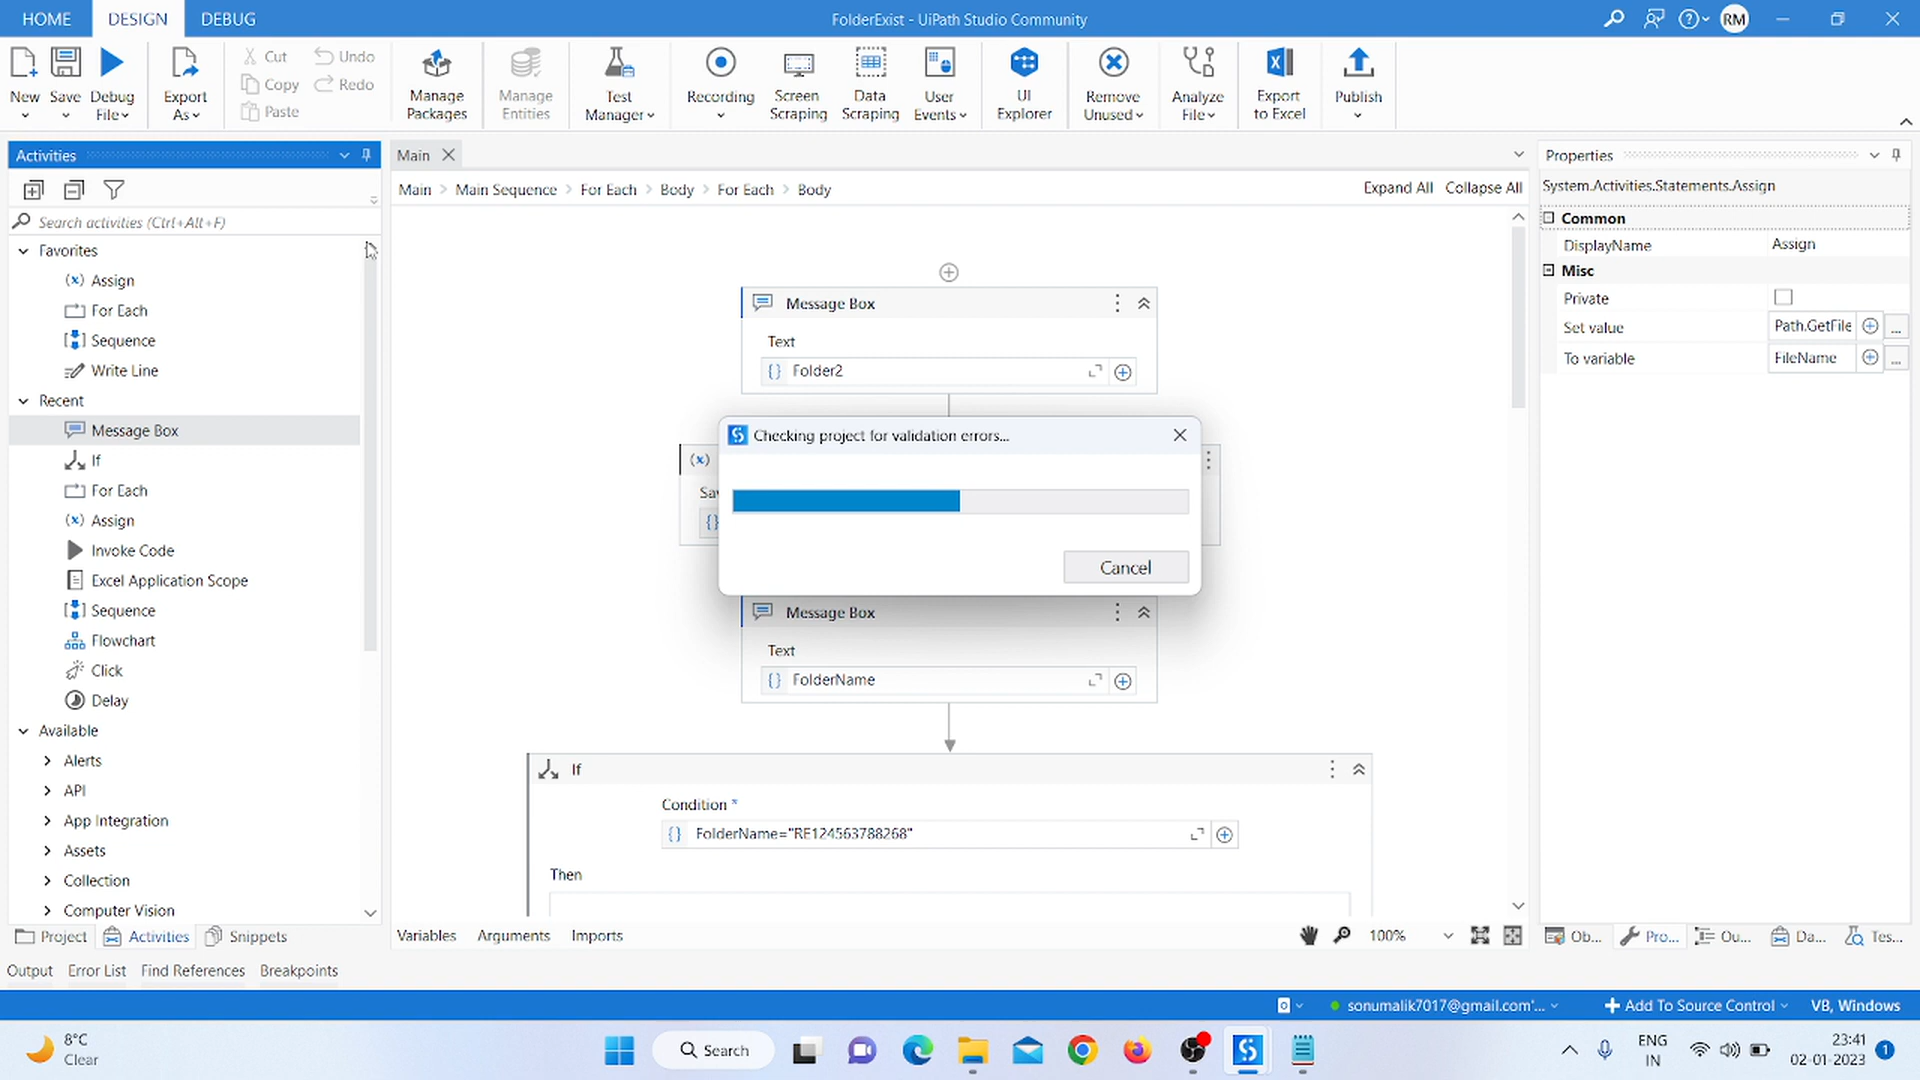 HOME DESIGN DEBUG
FolderExist - UiPath Studio Community
RM
New
Save
Debug File
Export As
Cut
Copy
Paste
Undo
Redo
Manage Packages
Manage Entities
Test Manager
Recording
Screen Scraping
Data Scraping
User Events
UI Explorer
Remove Unused
Analyze File
Export to Excel
Publish
Activities
Search activities (Ctrl+Alt+F)
Favorites
Assign
For Each
Sequence
Write Line
Recent
Message Box
If
For Each
Assign
Invoke Code
Excel Application Scope
Sequence
Flowchart
Click
Delay
Available
Alerts
API
App Integration
Assets
Collection
Computer Vision
Project Activities Snippets
Main
Main Main Sequence For Each Body For Each Body
Expand All Collapse All
Message Box
Text
{} Folder2
Checking project for validation errors...
Cancel
(x)
{}
Message Box
Text
{} FolderName
If
Condition *
{} FolderName="RE124563788268"
Then
Variables Arguments Imports
100%
Properties
System.Activities.Statements.Assign
Common
DisplayName Assign
Misc
Private
Set value Path.GetFile ...
To variable FileName ...
Ob... Pro... Ou... Da... Tes...
Output Error List Find References Breakpoints
sonumalik7017@gmail.com'...
Add To Source Control
VB, Windows
8°C
Clear
Search
ENG
IN
23:41
02-01-2023
1